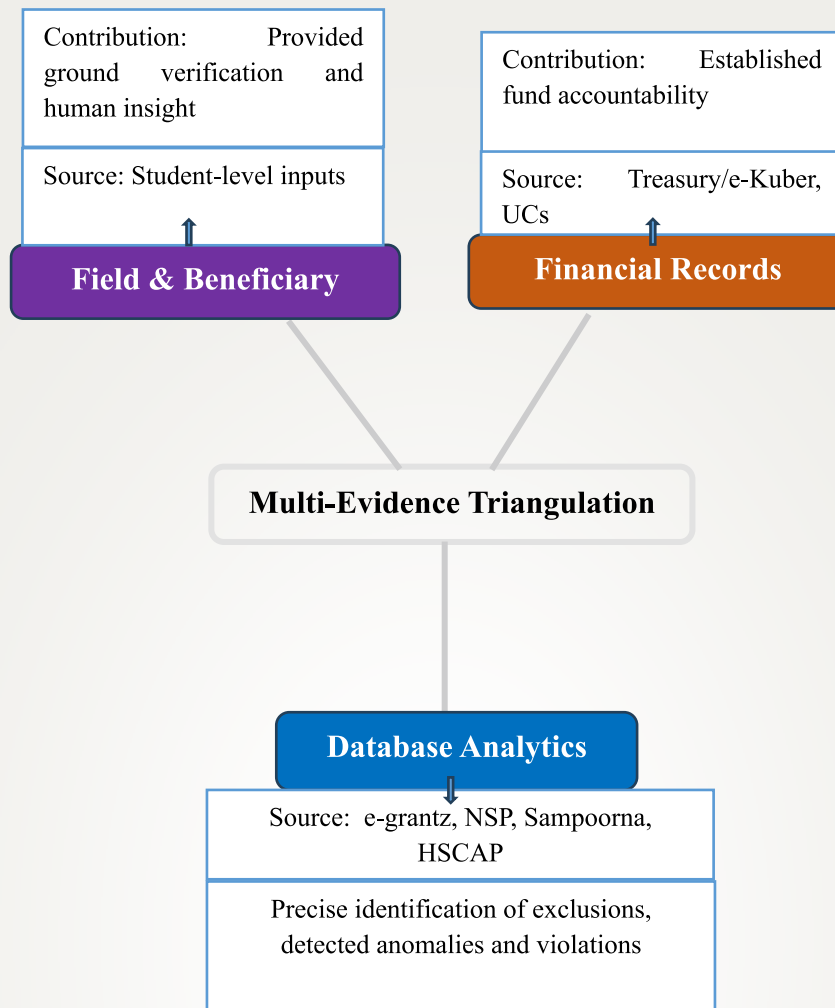 Contribution: Provided
ground verification and
human insight
Source: Student-level inputs
Field & Beneficiary
Contribution: Established
fund accountability
Source: Treasury/e-Kuber,
UCs
Financial Records
Multi-Evidence Triangulation
Database Analytics
Source: e-grantz, NSP, Sampoorna,
HSCAP
Precise identification of exclusions,
detected anomalies and violations